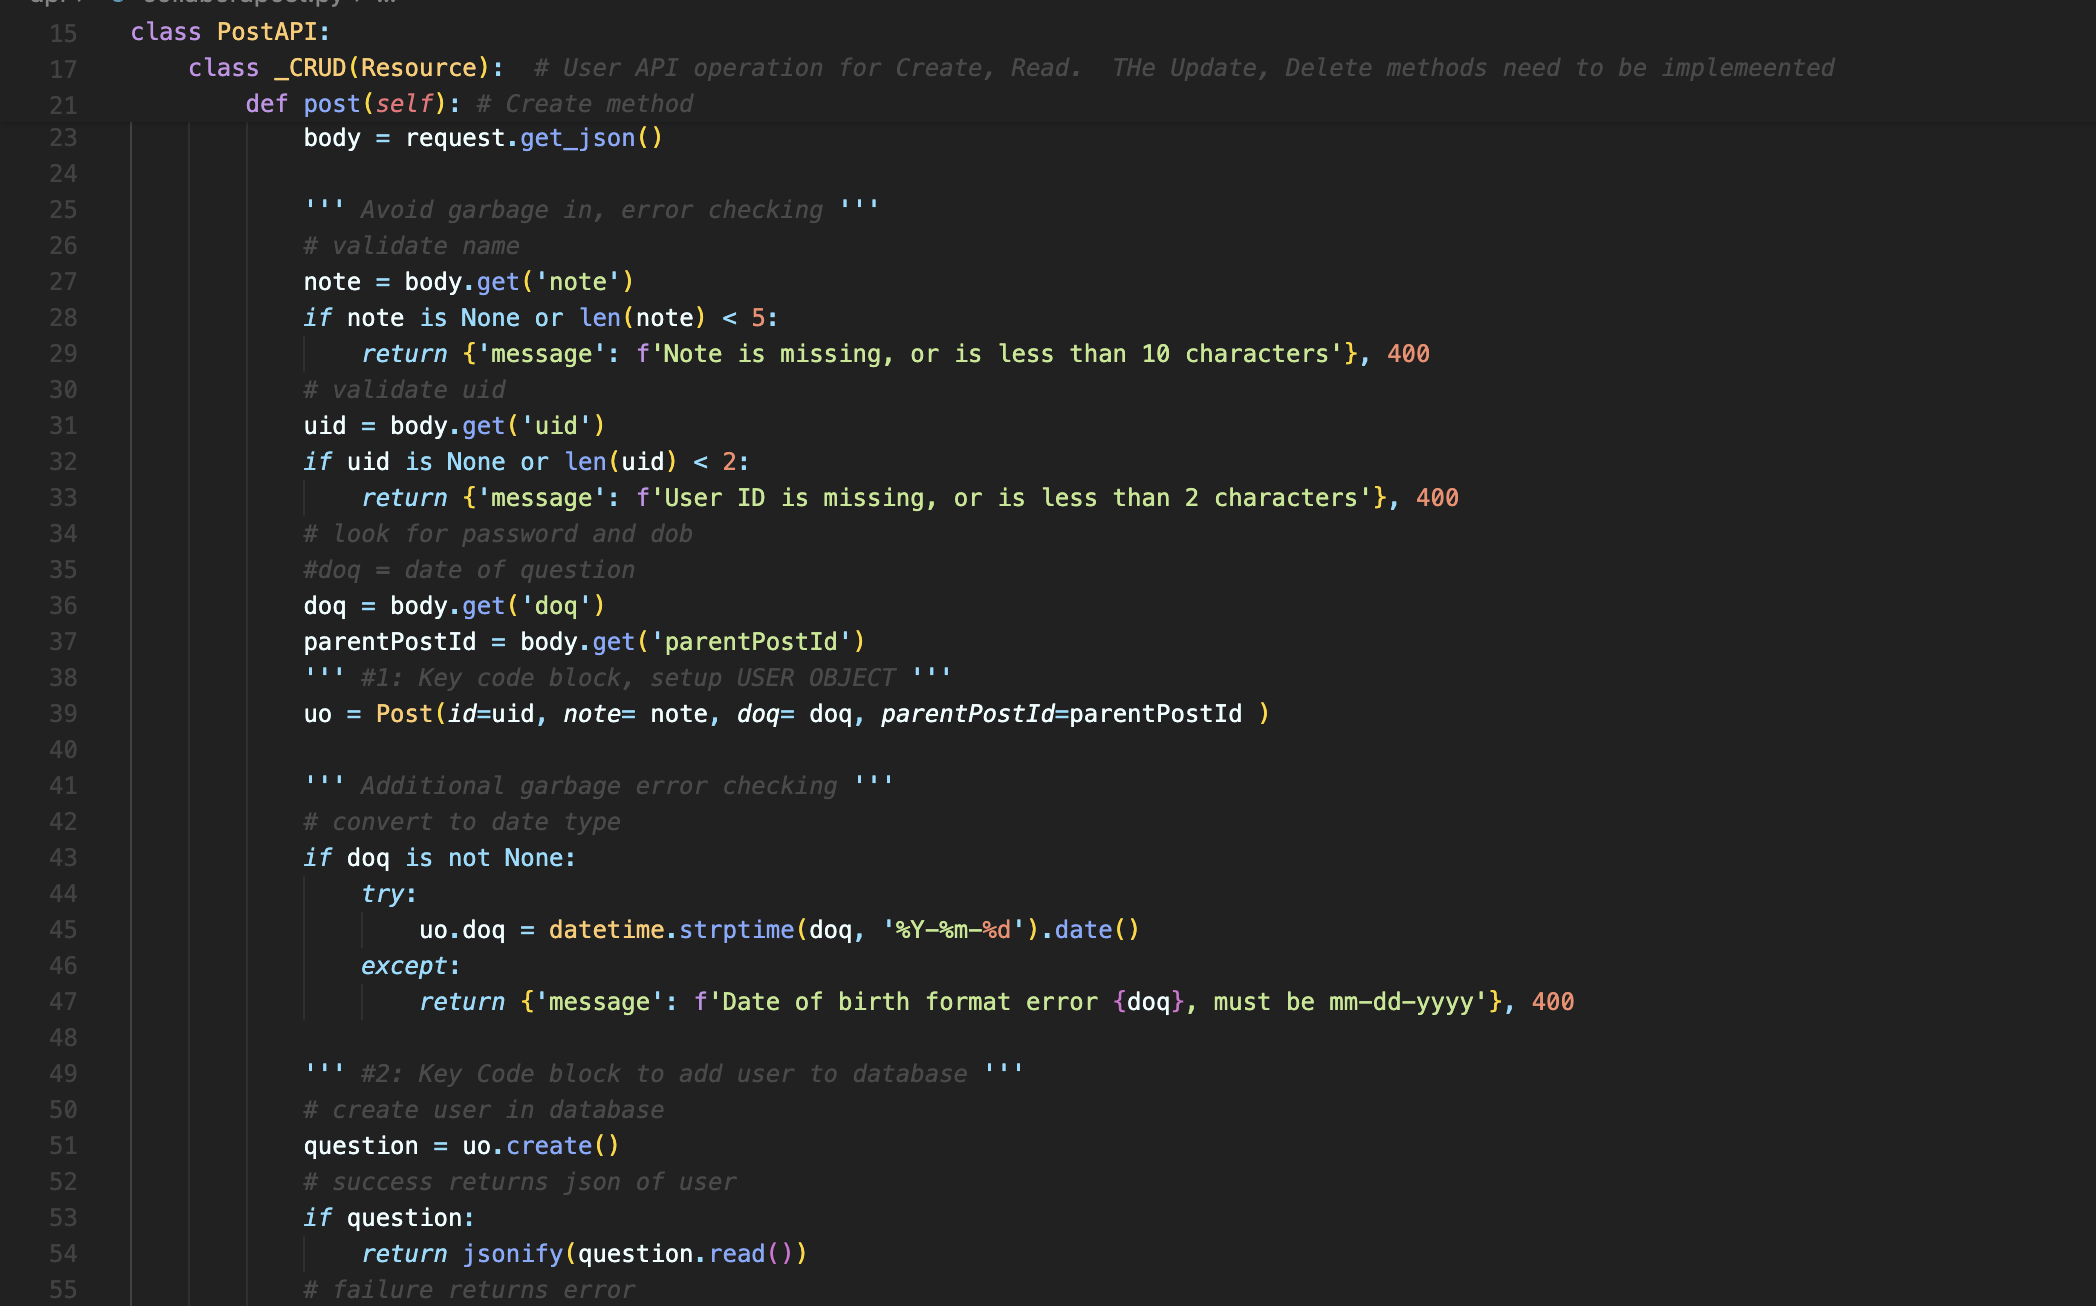 15 class PostAPI:
17 class _CRUD(Resource):  # User API operation for Create, Read.  THe Update, Delete methods need to be implemeented
21 def post(self): # Create method
23 body = request.get_json()
24
25 ''' Avoid garbage in, error checking '''
26 # validate name
27 note = body.get('note')
28 if note is None or len(note) < 5:
29 return {'message': f'Note is missing, or is less than 10 characters'}, 400
30 # validate uid
31 uid = body.get('uid')
32 if uid is None or len(uid) < 2:
33 return {'message': f'User ID is missing, or is less than 2 characters'}, 400
34 # look for password and dob
35 #doq = date of question
36 doq = body.get('doq')
37 parentPostId = body.get('parentPostId')
38 ''' #1: Key code block, setup USER OBJECT '''
39 uo = Post(id=uid, note= note, doq= doq, parentPostId=parentPostId )
40
41 ''' Additional garbage error checking '''
42 # convert to date type
43 if doq is not None:
44 try:
45 uo.doq = datetime.strptime(doq, '%Y-%m-%d').date()
46 except:
47 return {'message': f'Date of birth format error {doq}, must be mm-dd-yyyy'}, 400
48
49 ''' #2: Key Code block to add user to database '''
50 # create user in database
51 question = uo.create()
52 # success returns json of user
53 if question:
54 return jsonify(question.read())
55 # failure returns error